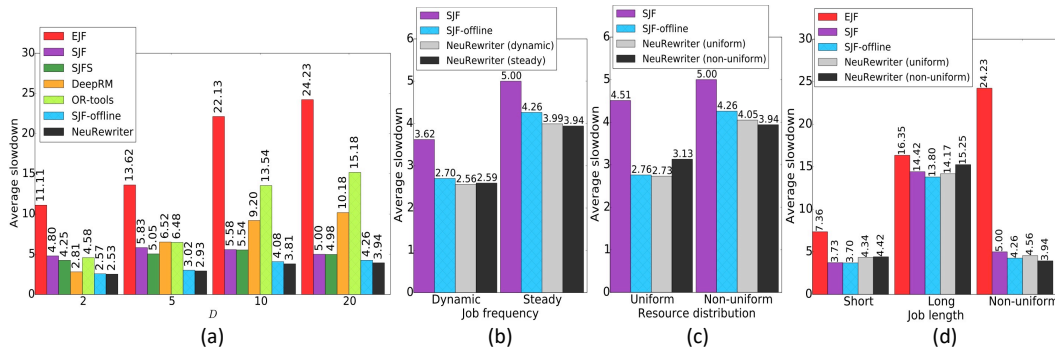 EJF
SJF
SJFS
DeepRM
OR-tools
SJF-offline
NeuRewriter
Average slowdown
30
25
20
15
10
5
0
11.11
4.80
4.25
2.81
4.58
2.57
2.53
13.62
5.83
5.05
6.52
6.48
3.02
2.93
22.13
5.58
5.54
9.20
13.54
4.08
3.81
24.23
5.00
4.98
10.18
15.18
4.26
3.94
2 5 10 20
D
(a)
SJF
SJF-offline
NeuRewriter (dynamic)
NeuRewriter (steady)
Average slowdown
6
5
4
3
2
1
0
3.62
2.70
2.56
2.59
5.00
4.26
3.99
3.94
Dynamic Steady
Job frequency
(b)
SJF
SJF-offline
NeuRewriter (uniform)
NeuRewriter (non-uniform)
Average slowdown
6
5
4
3
2
1
0
4.51
2.76
2.73
3.13
5.00
4.26
4.05
3.94
Uniform Non-uniform
Resource distribution
(c)
EJF
SJF
SJF-offline
NeuRewriter (uniform)
NeuRewriter (non-uniform)
Average slowdown
30
25
20
15
10
5
0
7.36
3.73
3.70
4.34
4.42
16.35
14.42
13.80
14.17
15.25
24.23
5.00
4.26
4.56
3.94
Short Long Non-uniform
Job length
(d)